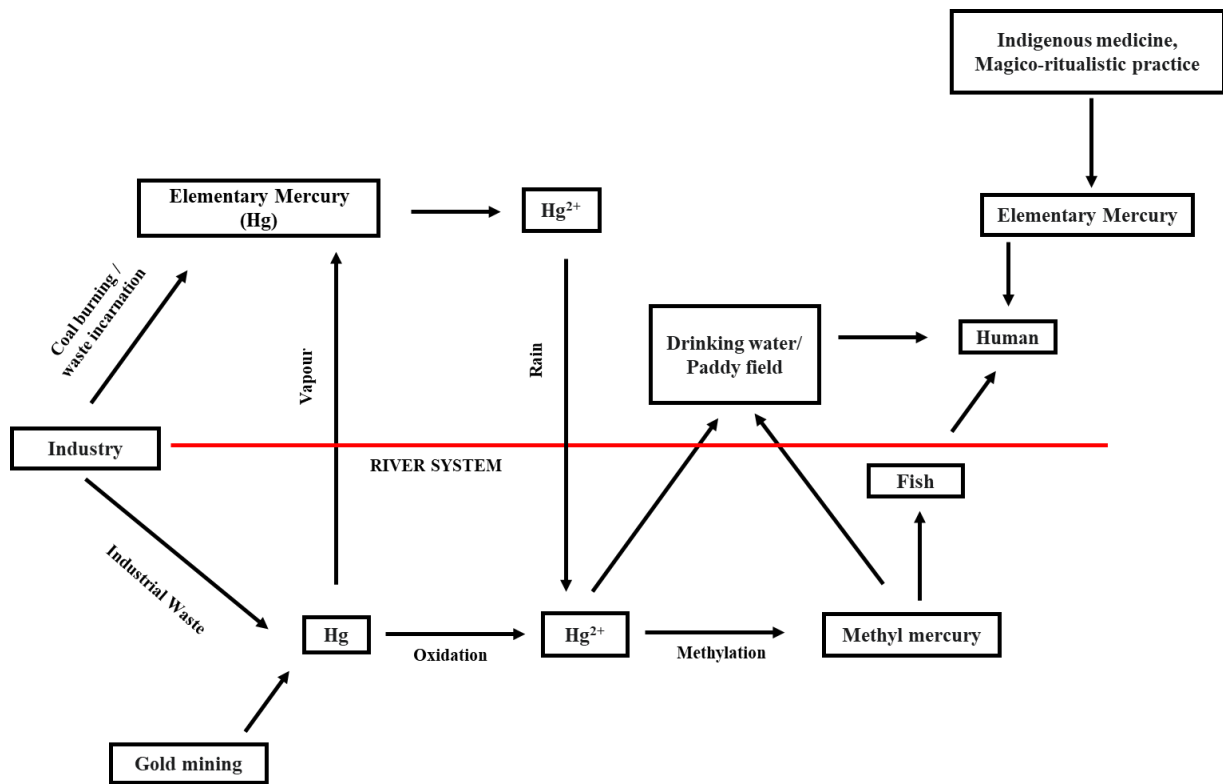 Indigenous medicine,
Magico-ritualistic practice
Elementary Mercury
(Hg)
Hg²⁺
Elementary Mercury
Coal burning /
waste incarnation
Vapour
Rain
Drinking water/
Paddy field
Human
Industry
RIVER SYSTEM
Fish
Industrial Waste
Hg
Oxidation
Hg²⁺
Methylation
Methyl mercury
Gold mining